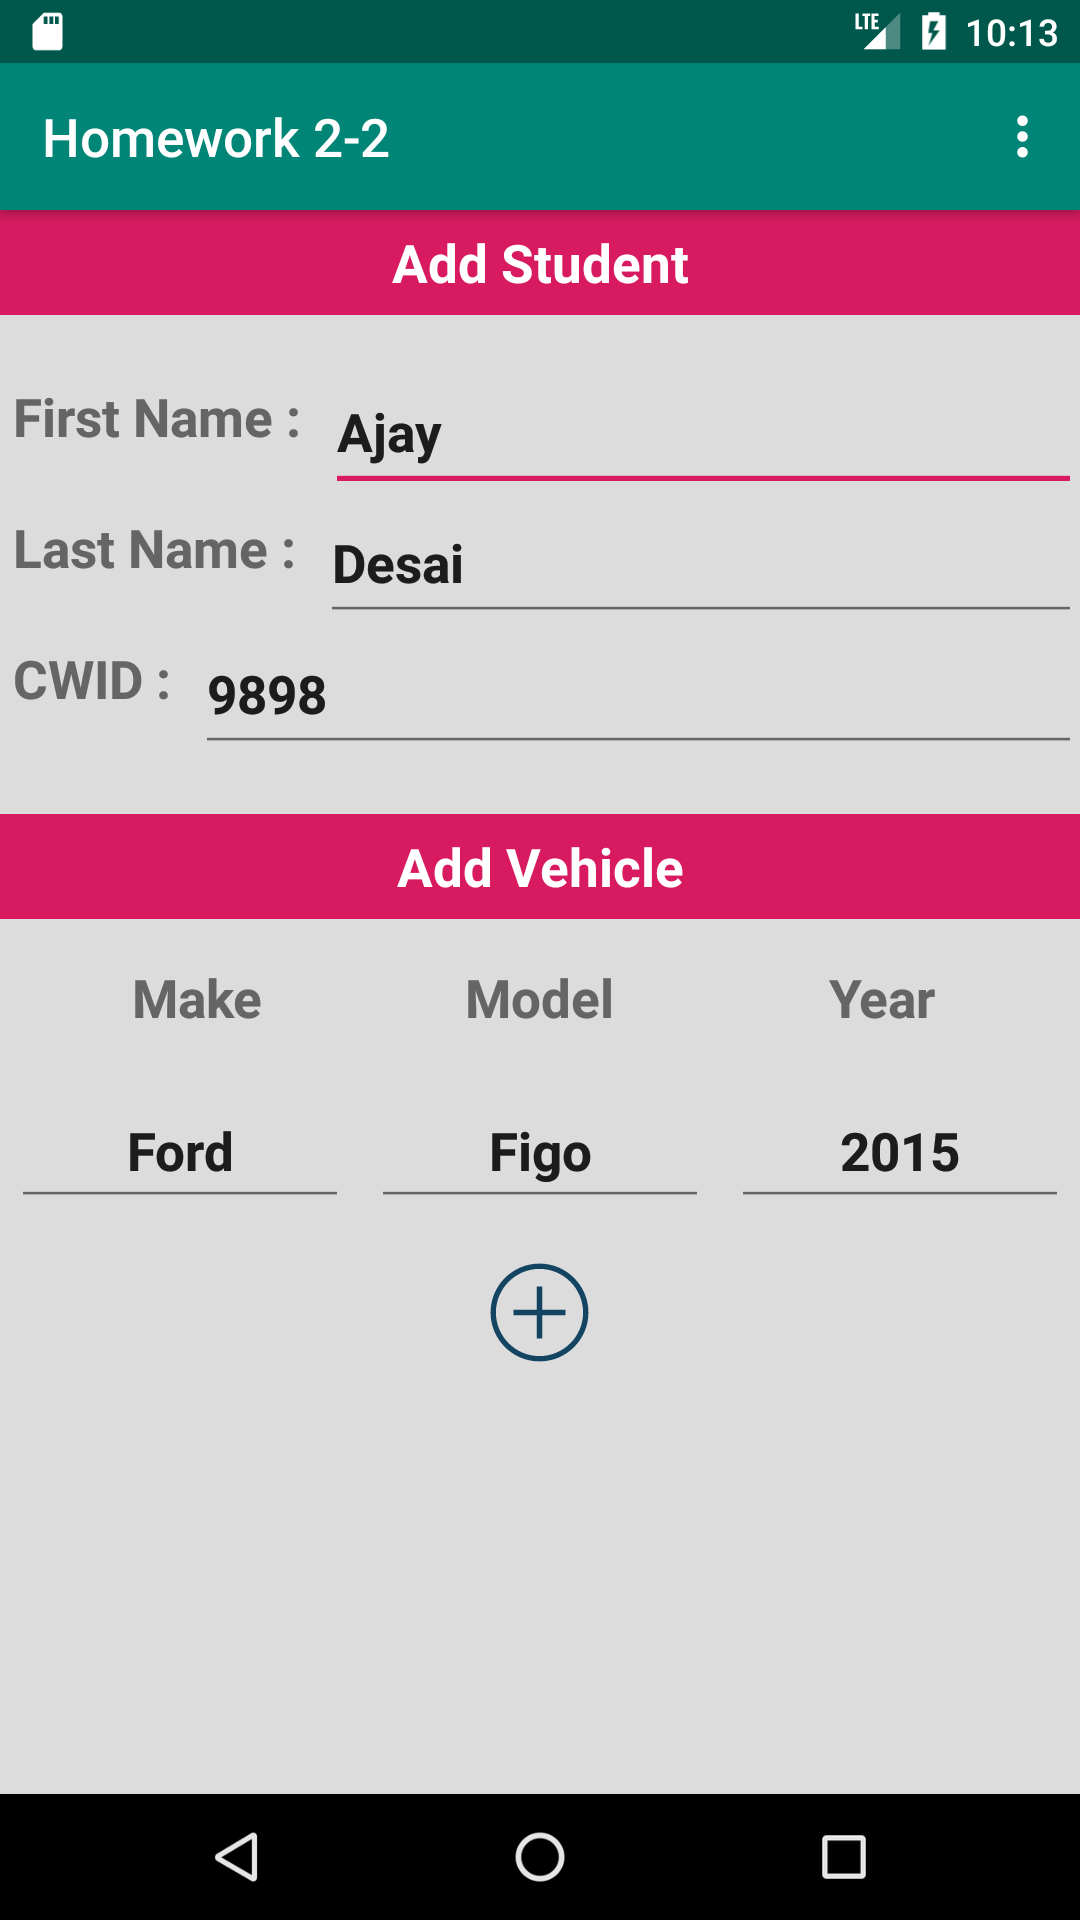 LTE 10:13
Homework 2-2
Add Student
First Name : Ajay
Last Name : Desai
CWID : 9898
Add Vehicle
Make Model Year
Ford Figo 2015